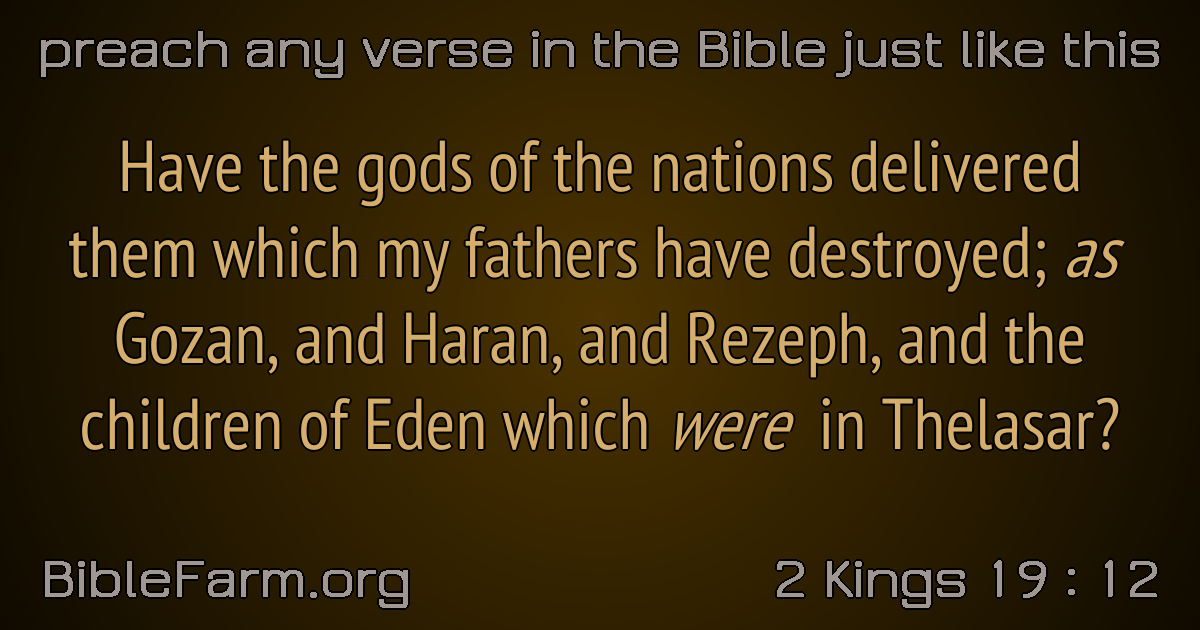 preach any verse in the Bible just like this
Have the gods of the nations delivered
them which my fathers have destroyed; as
Gozan, and Haran, and Rezeph, and the
children of Eden which were in Thelasar?
BibleFarm.org
2 Kings 19 : 12